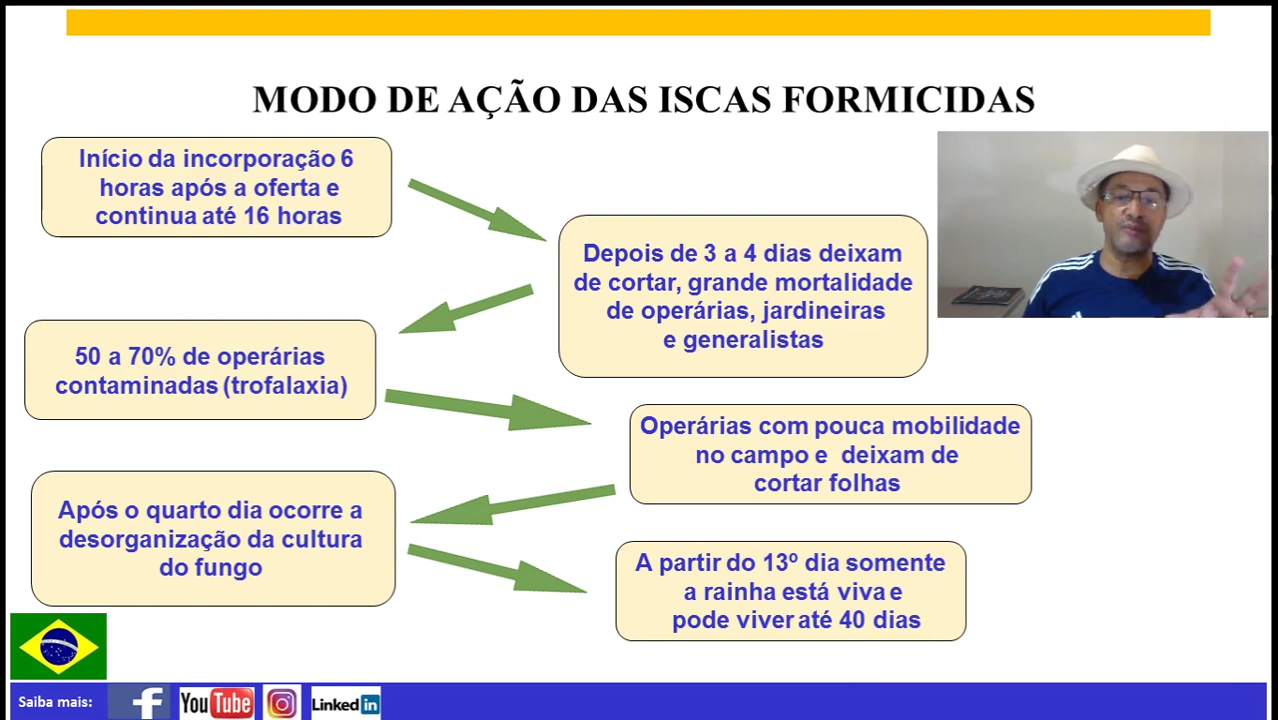 MODO DE AÇÃO DAS ISCAS FORMICIDAS
Início da incorporação 6
horas após a oferta e
continua até 16 horas
Depois de 3 a 4 dias deixam
de cortar, grande mortalidade
de operárias, jardineiras
e generalistas
50 a 70% de operárias
contaminadas (trofalaxia)
Operárias com pouca mobilidade
no campo e deixam de
cortar folhas
Após o quarto dia ocorre a
desorganização da cultura
do fungo
A partir do 13º dia somente
a rainha está viva e
pode viver até 40 dias
Saiba mais:
YouTube
Linked in